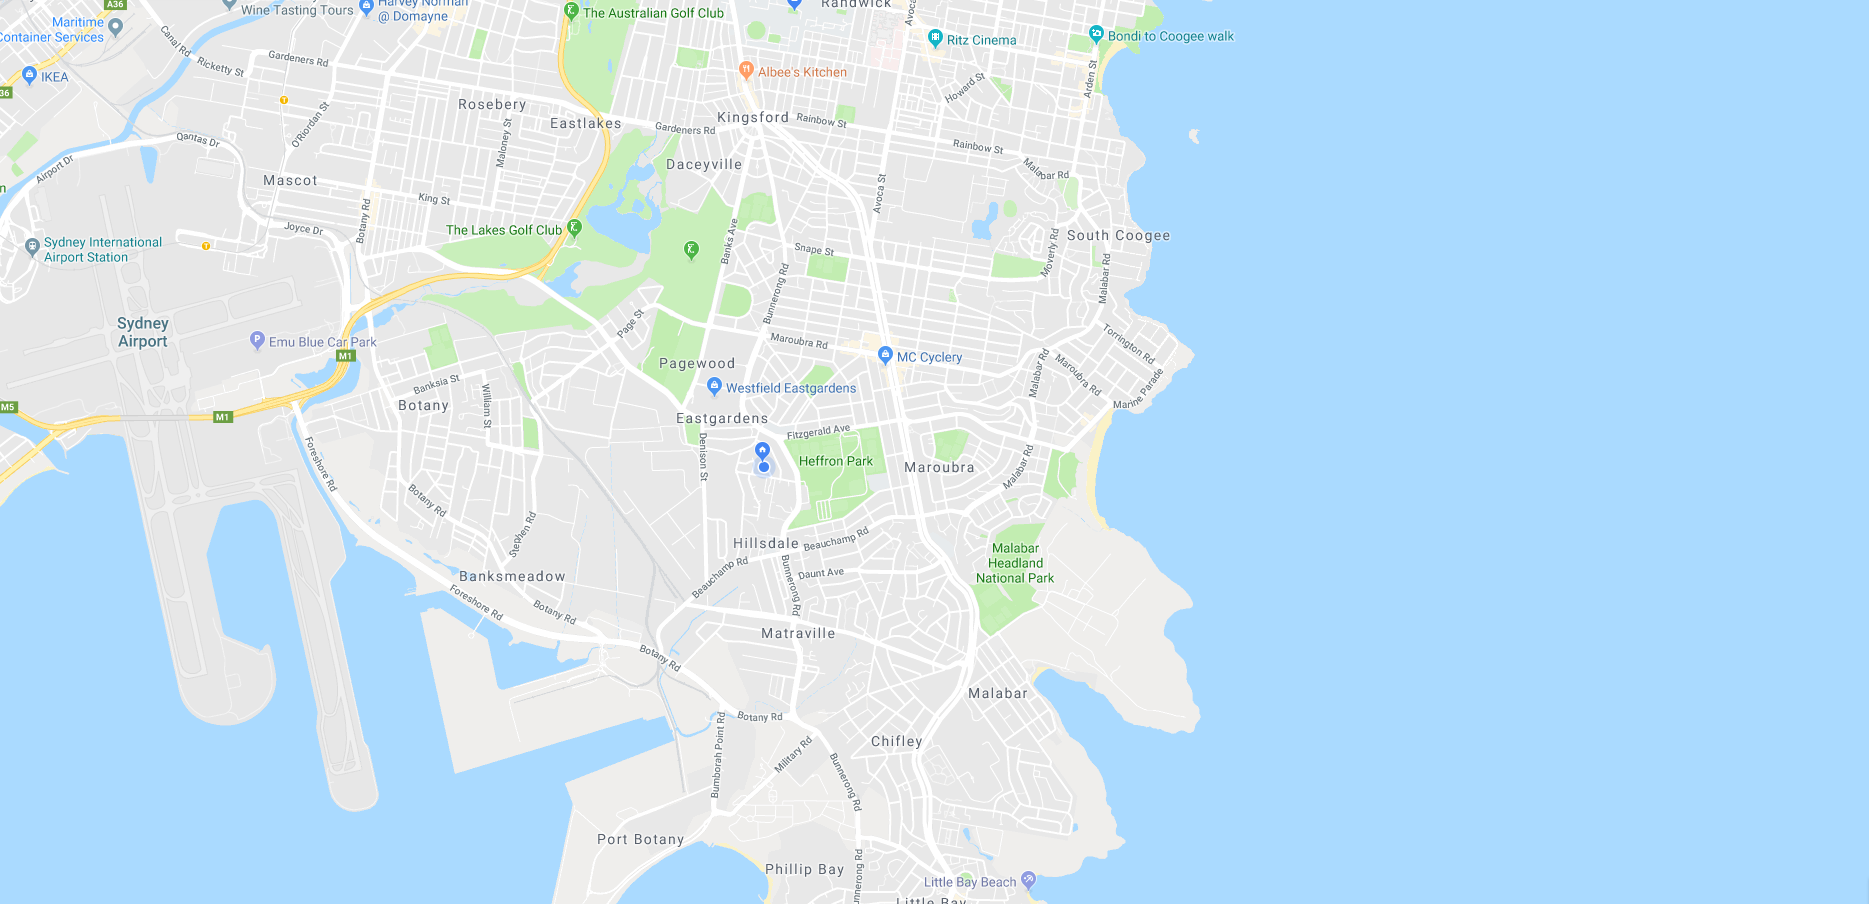 A36
Wine Tasting Tours
Harvey Norman
@ Domayne
The Australian Golf Club
Randwick
Maritime
Container Services
Canal Rd
Ricketty St
Gardeners Rd
Avoca
Ritz Cinema
Bondi to Coogee walk
IKEA
36
Albee's Kitchen
Howard St
Arden St
Rosebery
Eastlakes
Kingsford
O'Riordan St
Maloney St
Gardeners Rd
Rainbow St
Qantas Dr
Airport Dr
Daceyville
Rainbow St
Malabar Rd
Mascot
King St
Avoca St
m
Botany Rd
Joyce Dr
The Lakes Golf Club
Banks Ave
Snape St
South Coogee
Moverly Rd
Sydney International
Airport Station
Bunnerong Rd
Malabar Rd
Sydney
Airport
Emu Blue Car Park
M1
Page St
Pagewood
Maroubra Rd
MC Cyclery
Torrington Rd
Maroubra Rd
Malabar Rd
Marine Parade
Banksia St
William St
Westfield Eastgardens
Botany
M5
M1
Eastgardens
Fitzgerald Ave
Denison St
Heffron Park
Maroubra
Malabar Rd
Foreshore Rd
Botany Rd
Stephen Rd
Hillsdale
Beauchamp Rd
Malabar
Headland
National Park
Banksmeadow
Beauchamp Rd
Bunnerong Rd
Daunt Ave
Foreshore Rd
Botany Rd
Matraville
Botany Rd
Malabar
Botany Rd
Bumborah Point Rd
Military Rd
Chifley
Bunnerong Rd
Port Botany
Phillip Bay
nnerong Rd
Little Bay Beach
Little Bay